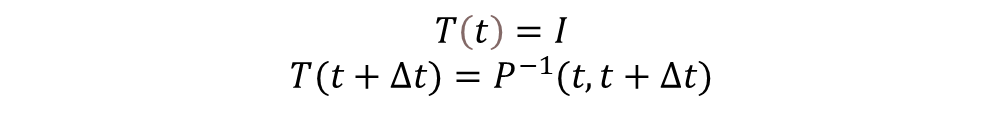 T(t) = I
T(t + Δt) = P⁻¹(t, t + Δt)